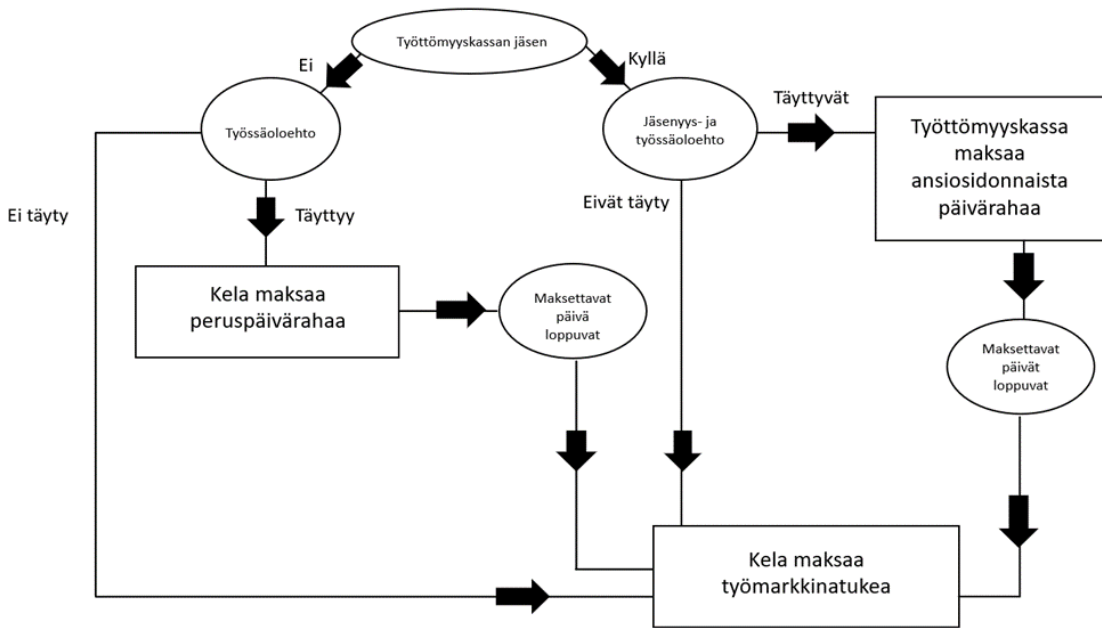 Työttömyyskassan jäsen
Ei
Kyllä
Työssäoloehto
Jäsenyys- ja
työssäoloehto
Täyttyvät
Työttömyyskassa
maksaa
ansiosidonnaista
päivärahaa
Ei täyty
Täyttyy
Eivät täyty
Kela maksaa
peruspäivärahaa
Maksettavat
päivä
loppuvat
Maksettavat
päivät
loppuvat
Kela maksaa
työmarkkinatukea